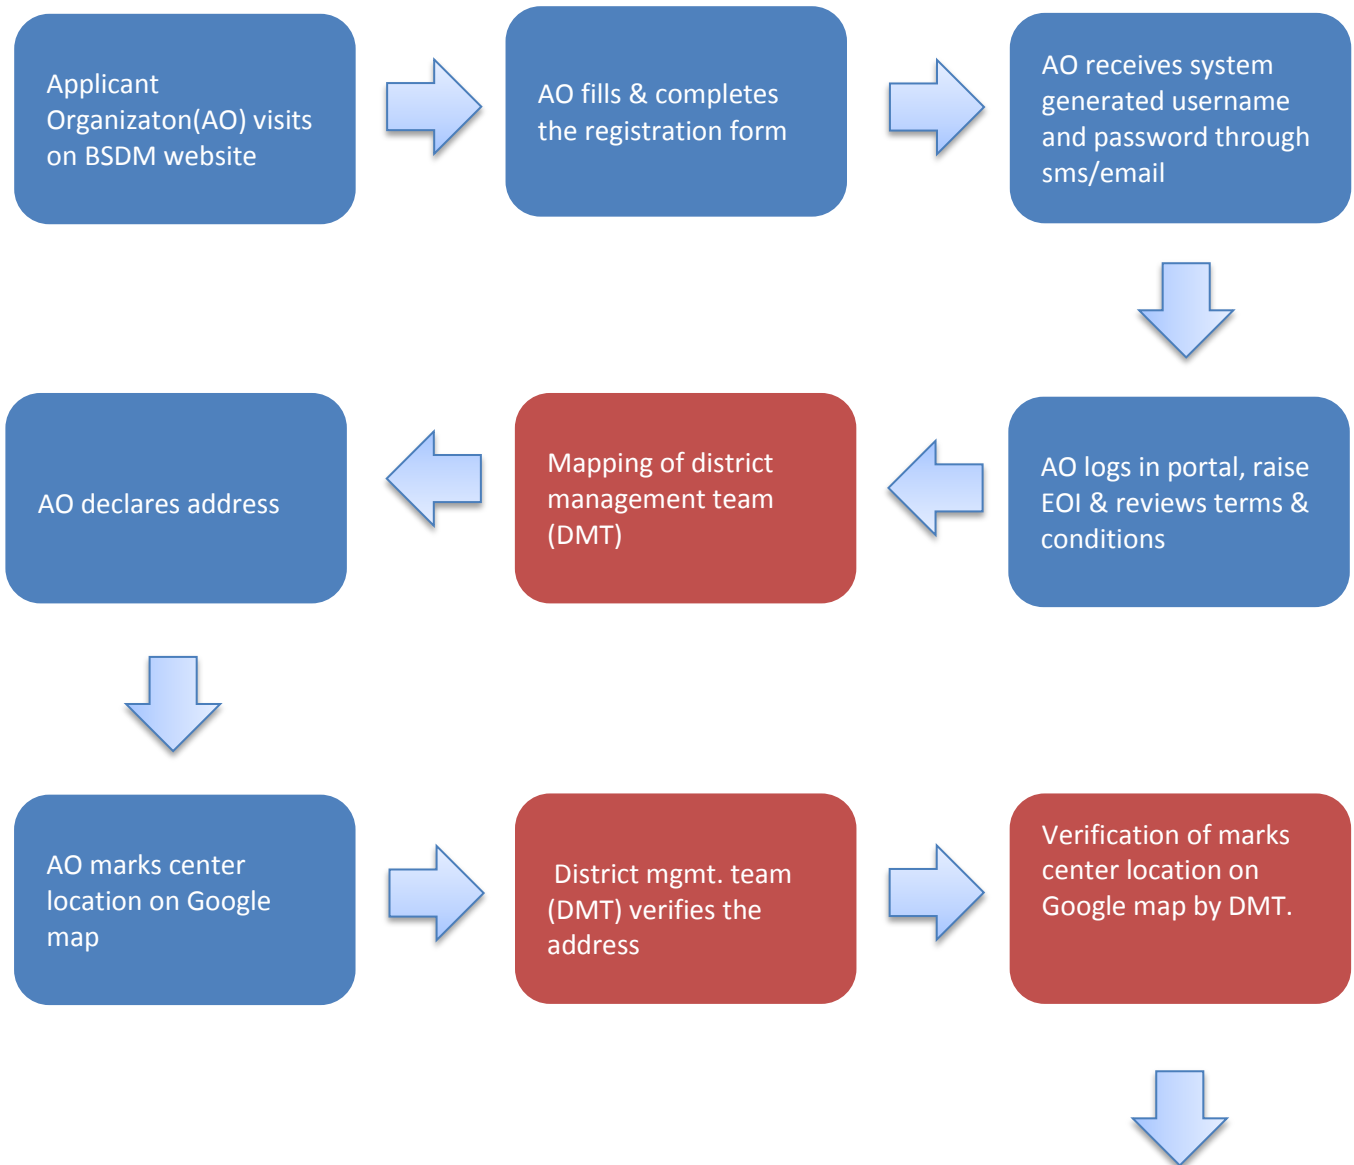 Applicant
Organizaton(AO) visits
on BSDM website
AO fills & completes
the registration form
AO receives system
generated username
and password through
sms/email
AO logs in portal, raise
EOI & reviews terms &
conditions
Mapping of district
management team
(DMT)
AO declares address
AO marks center
location on Google
map
District mgmt. team
(DMT) verifies the
address
Verification of marks
center location on
Google map by DMT.